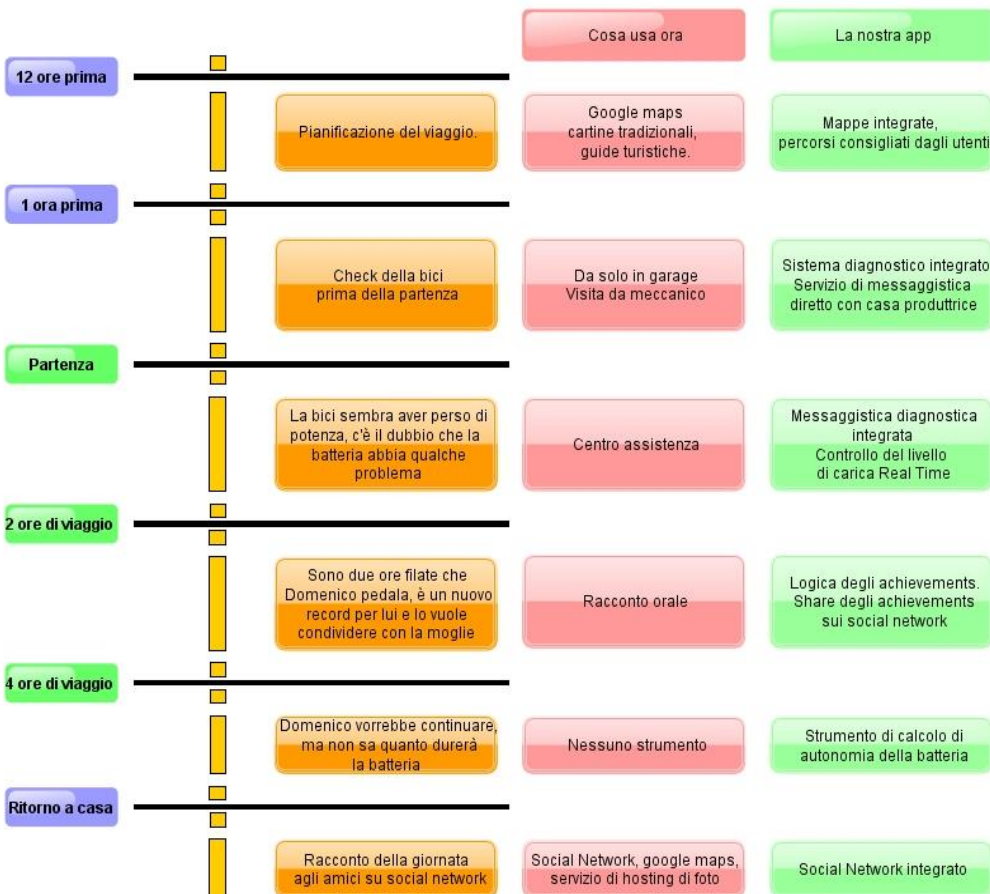 Cosa usa ora
La nostra app
12 ore prima
Pianificazione del viaggio.
Google maps
cartine tradizionali,
guide turistiche.
Mappe integrate,
percorsi consigliati dagli utenti
1 ora prima
Check della bici
prima della partenza
Da solo in garage
Visita da meccanico
Sistema diagnostico integrato
Servizio di messaggistica
diretto con casa produttrice
Partenza
La bici sembra aver perso di
potenza, c'è il dubbio che la
batteria abbia qualche
problema
Centro assistenza
Messaggistica diagnostica
integrata
Controllo del livello
di carica Real Time
2 ore di viaggio
Sono due ore filate che
Domenico pedala, è un nuovo
record per lui e lo vuole
condividere con la moglie
Racconto orale
Logica degli achievements.
Share degli achievements
sui social network
4 ore di viaggio
Domenico vorrebbe continuare,
ma non sa quanto durerà
la batteria
Nessuno strumento
Strumento di calcolo di
autonomia della batteria
Ritorno a casa
Racconto della giornata
agli amici su social network
Social Network, google maps,
servizio di hosting di foto
Social Network integrato